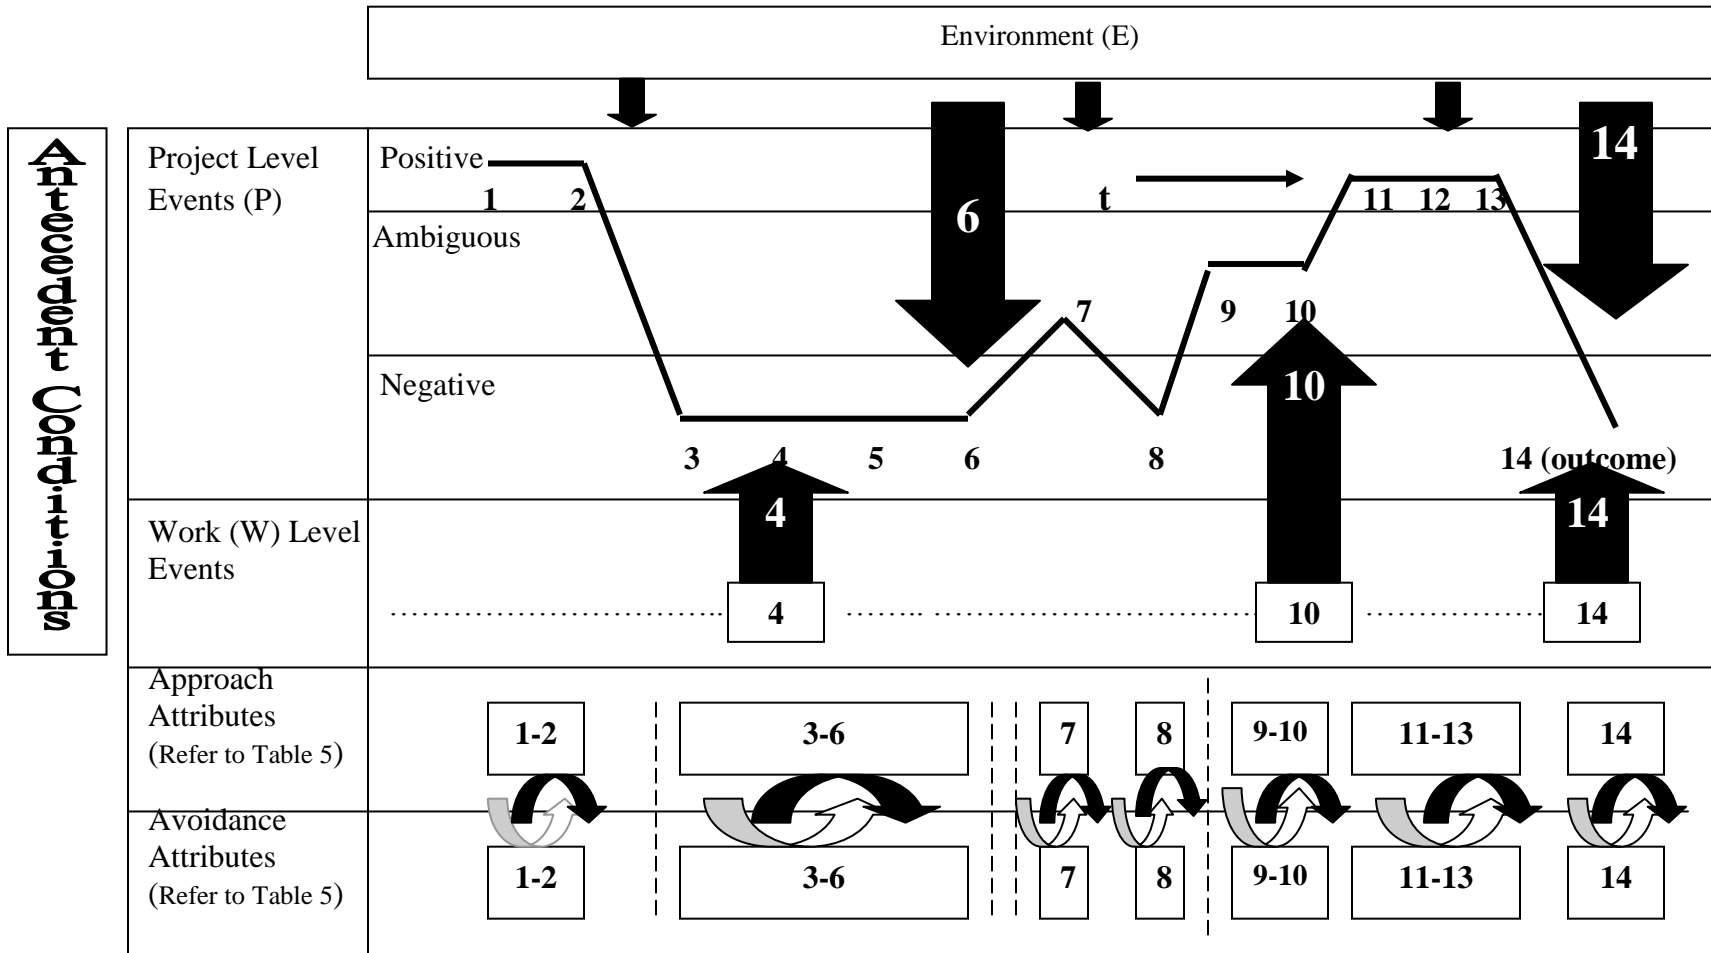 Environment (E)
Antecedent Conditions
Project Level
Events (P)
Positive
1
2
t
11
12
13
14
6
Ambiguous
7
9
10
Negative
10
3
4
5
6
8
14 (outcome)
4
14
Work (W) Level
Events
4
10
14
Approach
Attributes
(Refer to Table 5)
1-2
3-6
7
8
9-10
11-13
14
Avoidance
Attributes
(Refer to Table 5)
1-2
3-6
7
8
9-10
11-13
14